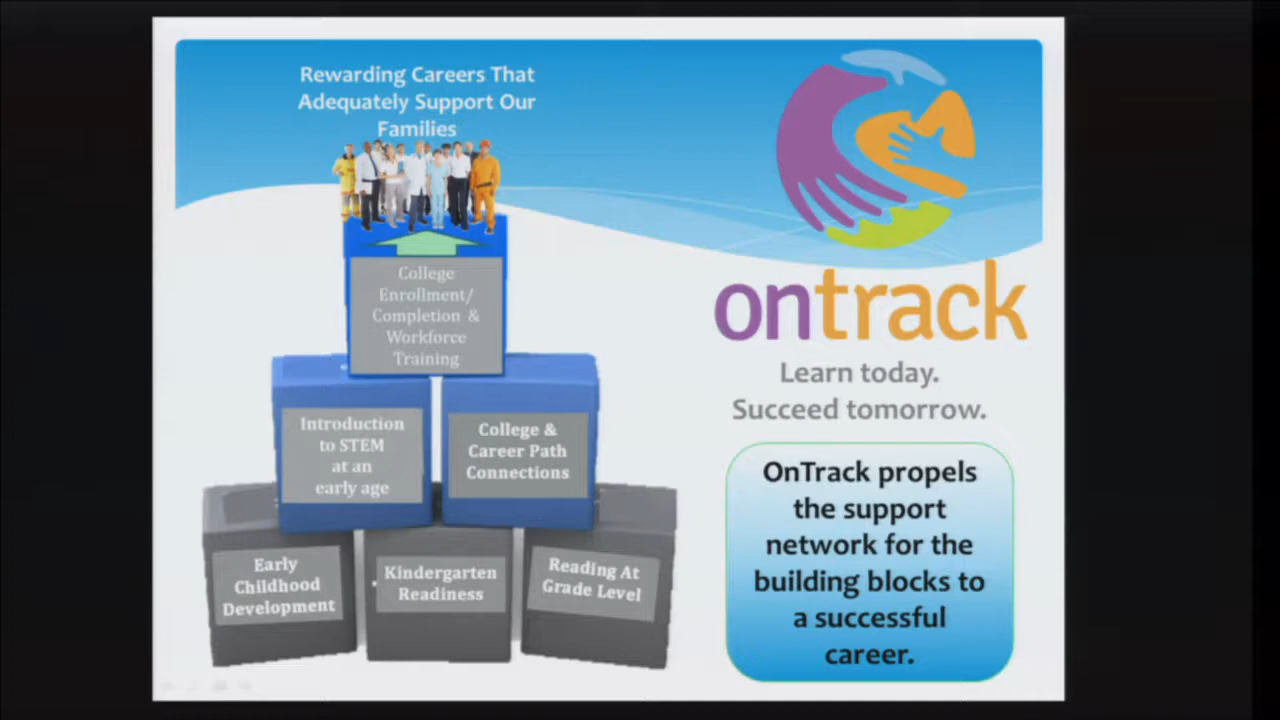 Rewarding Careers That
Adequately Support Our
Families
College
Enrollment/
Completion &
Workforce
Training
Introduction
to STEM
at an
early age
College &
Career Path
Connections
Early
Childhood
Development
Kindergarten
Readiness
Reading At
Grade Level
ontrack
Learn today.
Succeed tomorrow.
OnTrack propels
the support
network for the
building blocks to
a successful
career.